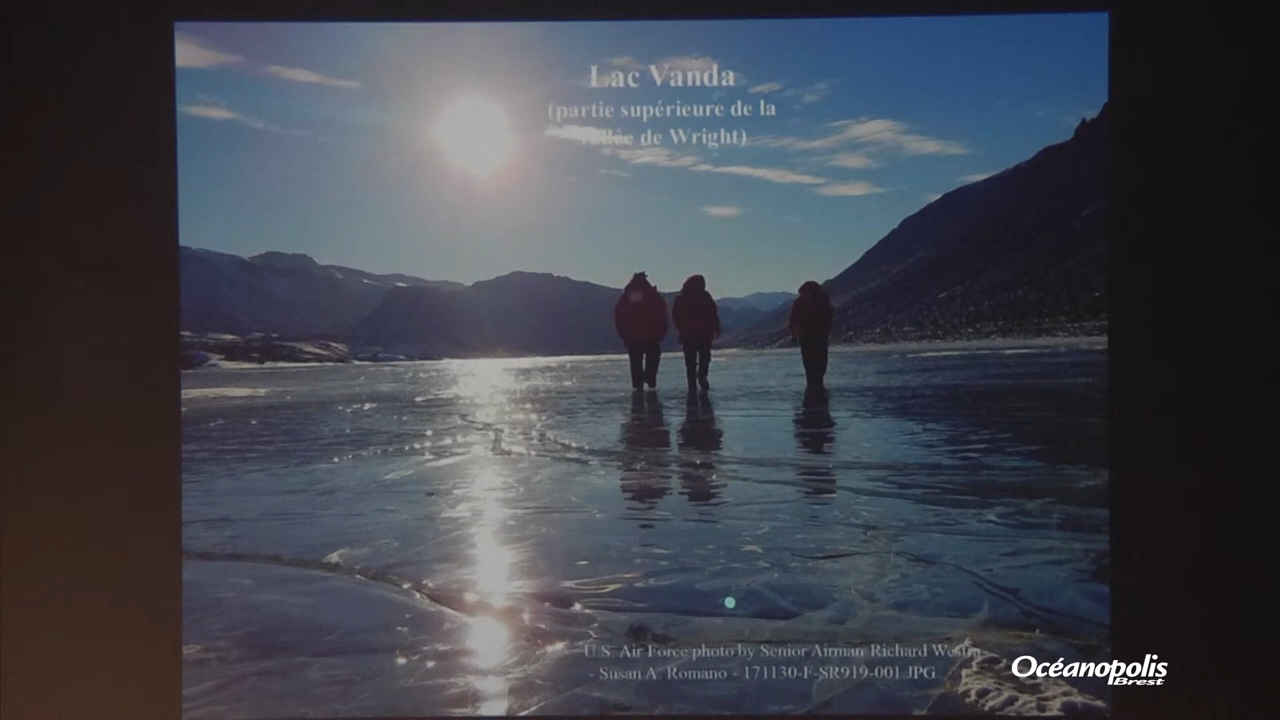 Lac Vanda
(partie supérieure de la
vallée de Wright)
U.S. Air Force photo by Senior Airman Richard Westra
- Susan A. Romano - 171130-F-SR919-001.JPG
Océanopolis
Brest